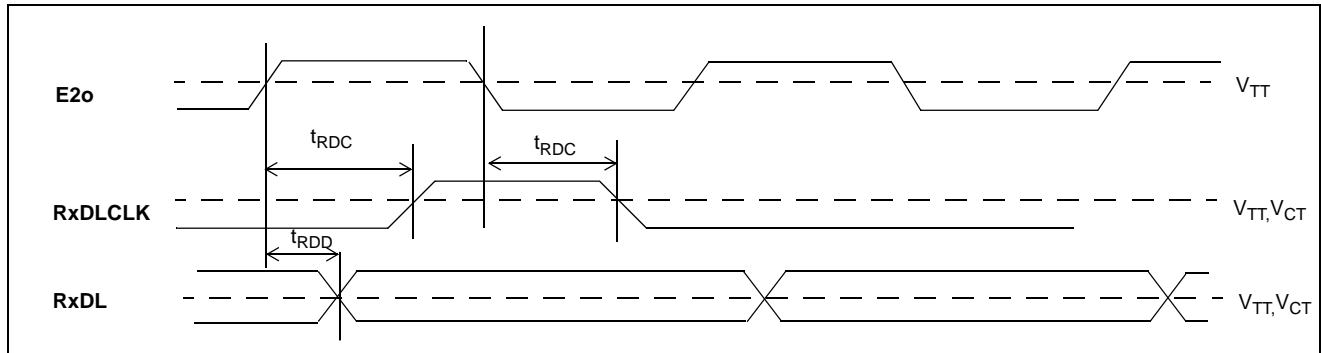 E2o
V_TT
t_RDC
t_RDC
RxDLCLK
V_TT,V_CT
t_RDD
RxDL
V_TT,V_CT